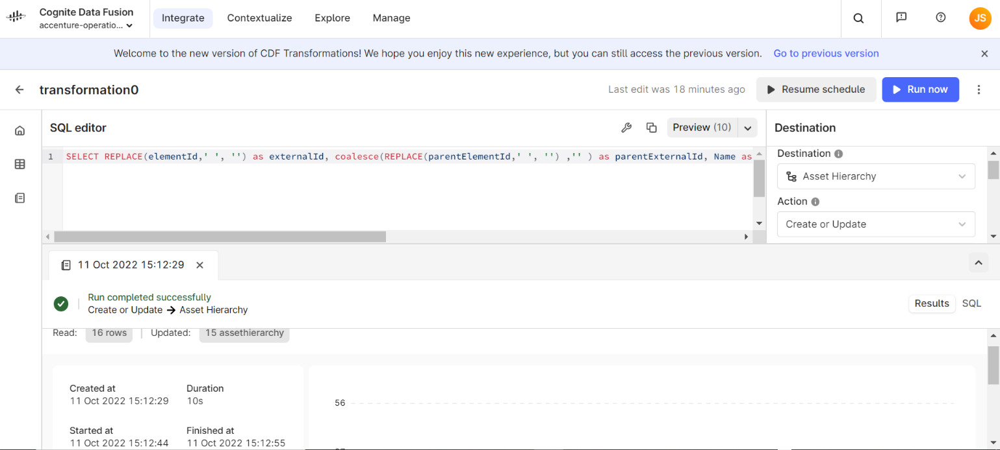 Cognite Data Fusion
accenture-operatio...
Integrate
Contextualize
Explore
Manage
JS
Welcome to the new version of CDF Transformations! We hope you enjoy this new experience, but you can still access the previous version. Go to previous version
transformation0
Last edit was 18 minutes ago
Resume schedule
Run now
SQL editor
Preview (10)
Destination
1 SELECT REPLACE(elementId,' ', '') as externalId, coalesce(REPLACE(parentElementId,' ', '') ,'' ) as parentExternalId, Name as
Destination
Asset Hierarchy
Action
Create or Update
11 Oct 2022 15:12:29
Run completed successfully
Create or Update → Asset Hierarchy
Results SQL
Read: 16 rows | Updated: 15 assethierarchy
Created at
11 Oct 2022 15:12:29
Duration
10s
56
Started at
11 Oct 2022 15:12:44
Finished at
11 Oct 2022 15:12:55